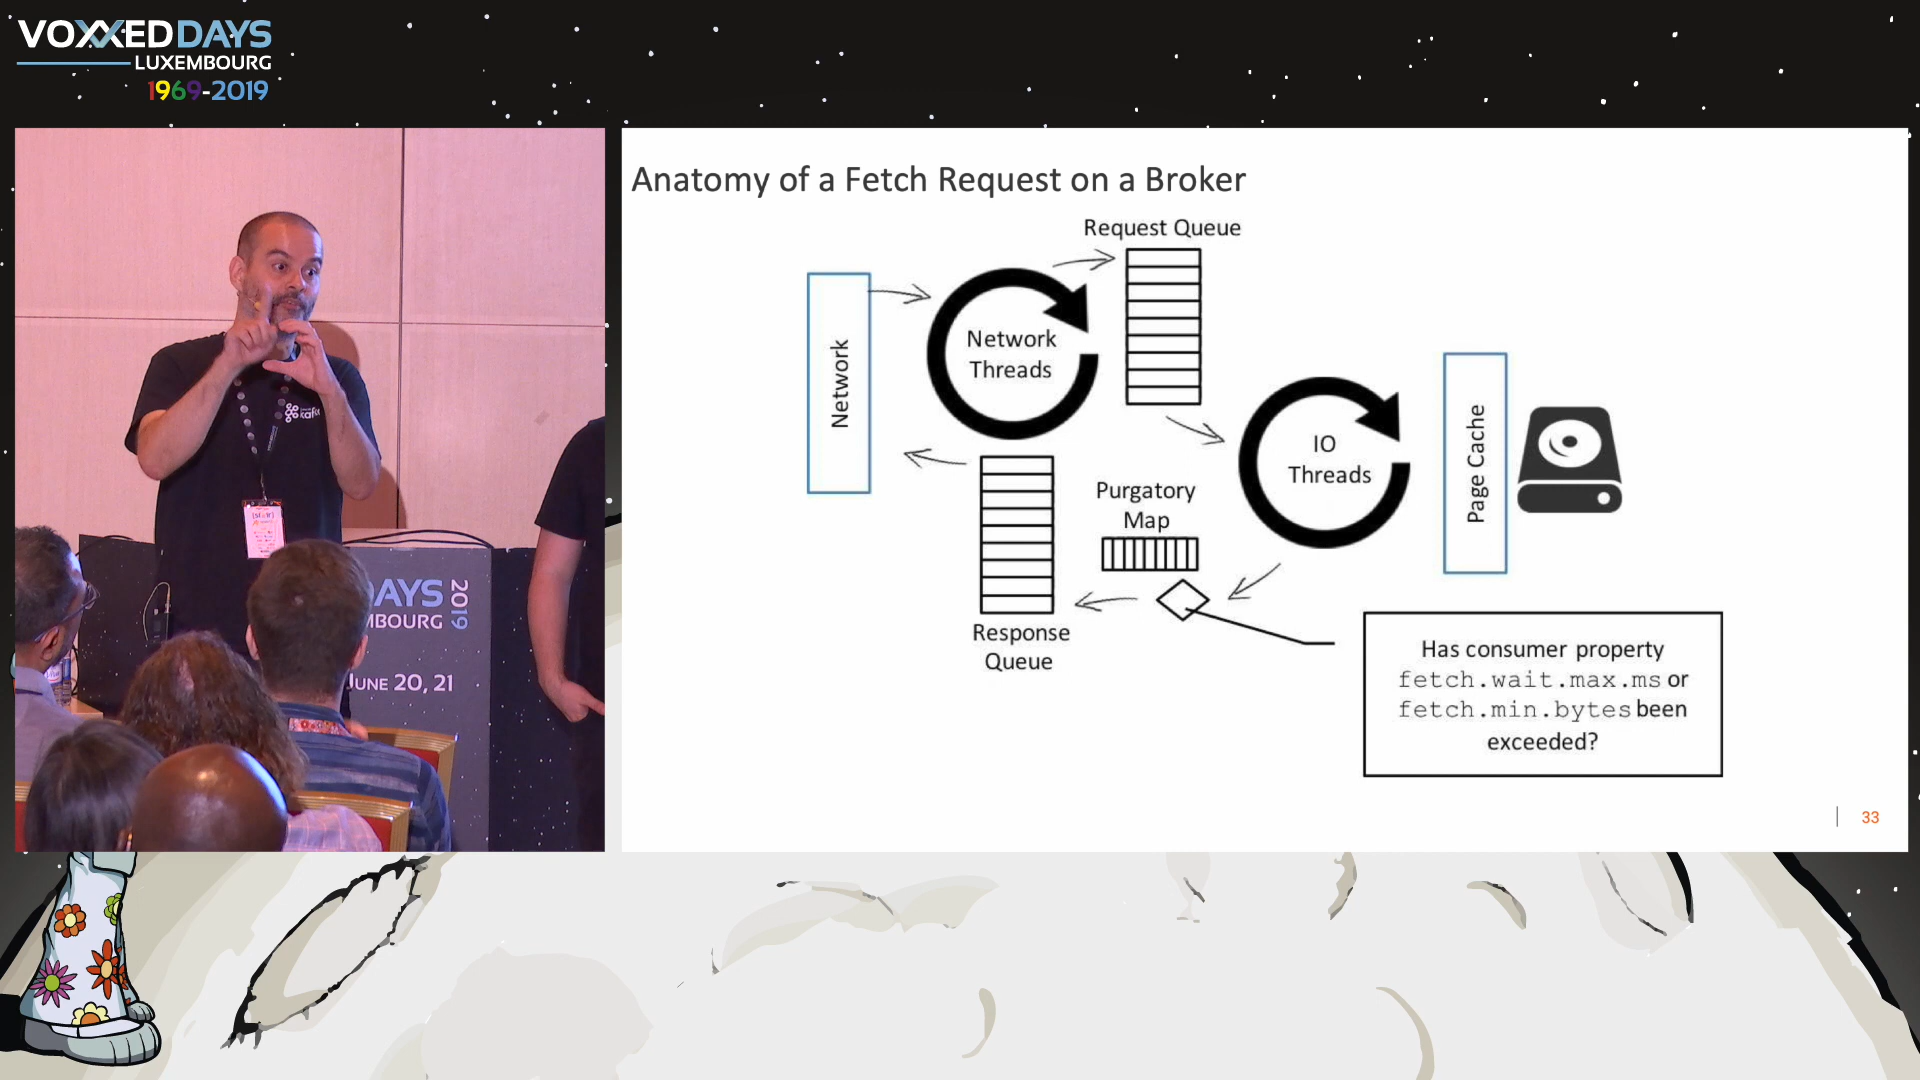 VOXXED DAYS
LUXEMBOURG
1969-2019
kafka
DAYS
2019
MBOURG
JUNE 20, 21
Anatomy of a Fetch Request on a Broker
Request Queue
Network
Network
Threads
IO
Threads
Page Cache
Purgatory
Map
Response
Queue
Has consumer property
fetch.wait.max.ms or
fetch.min.bytes been
exceeded?
33